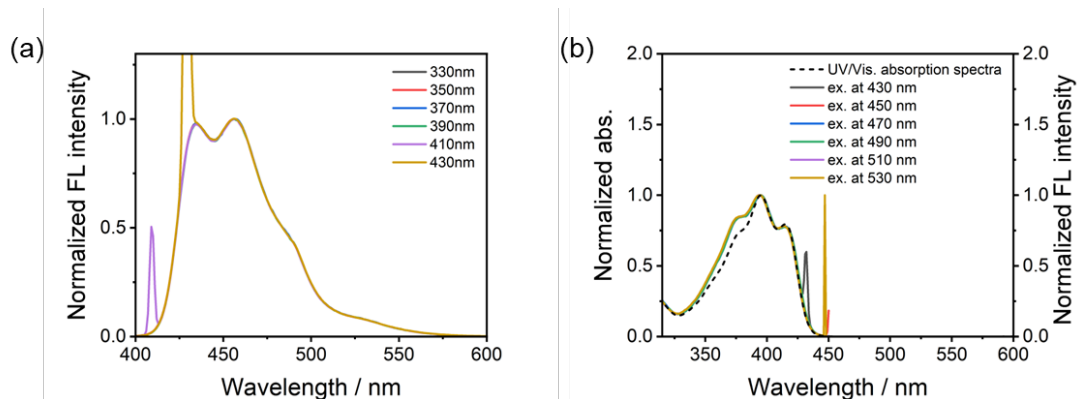 (a)
Normalized FL intensity
1.0
0.5
0.0
400 450 500 550 600
Wavelength / nm
330nm
350nm
370nm
390nm
410nm
430nm
(b)
Normalized abs.
2.0
1.5
1.0
0.5
0.0
350 400 450 500 550 600
Wavelength / nm
UV/Vis. absorption spectra
ex. at 430 nm
ex. at 450 nm
ex. at 470 nm
ex. at 490 nm
ex. at 510 nm
ex. at 530 nm
2.0
1.5
1.0
0.5
0.0
Normalized FL intensity